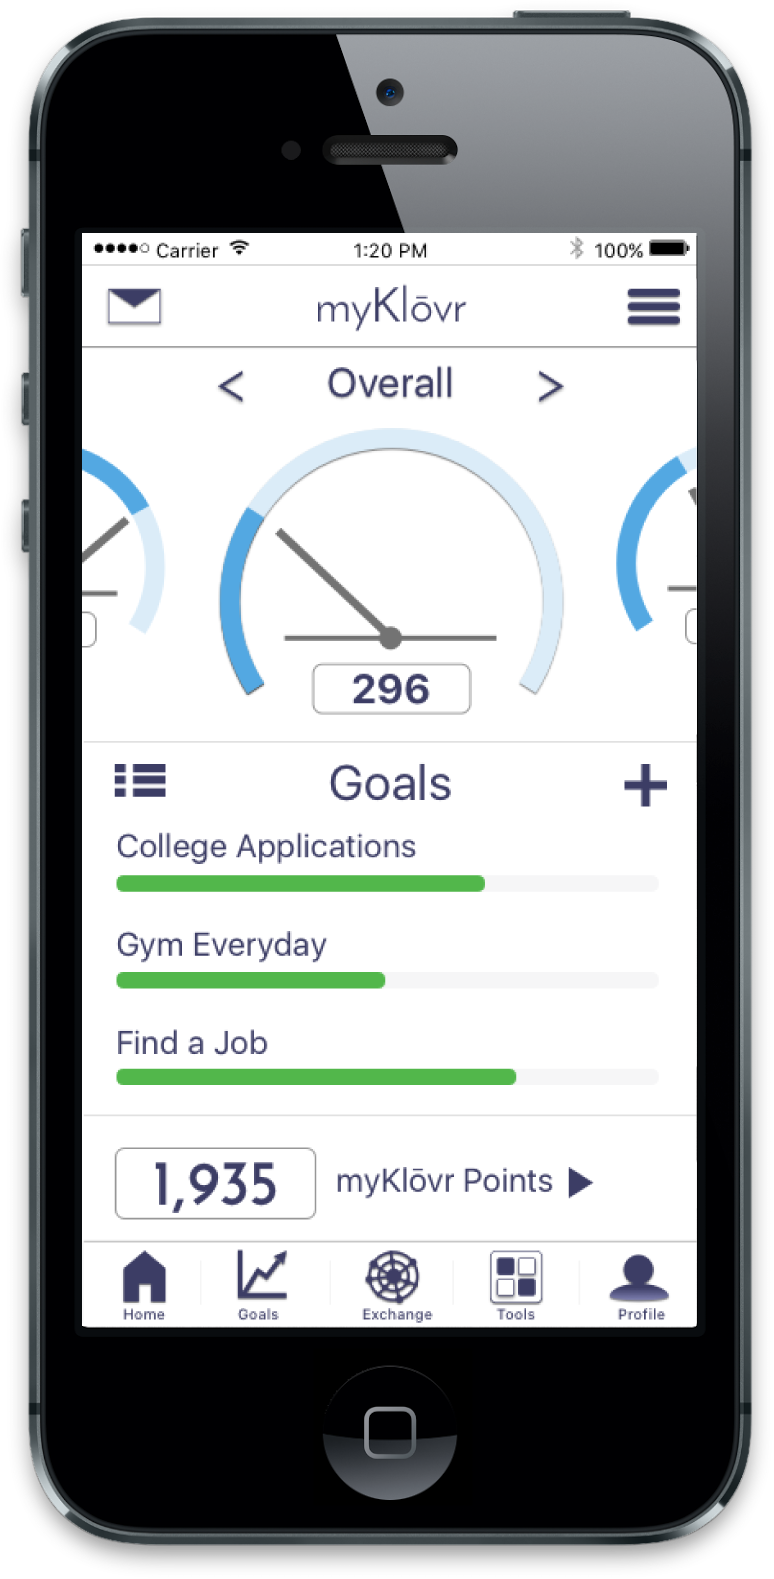 Carrier 1:20 PM 100%
myKlōvr
< Overall >
296
Goals
College Applications
Gym Everyday
Find a Job
1,935 myKlōvr Points
Home Goals Exchange Tools Profile